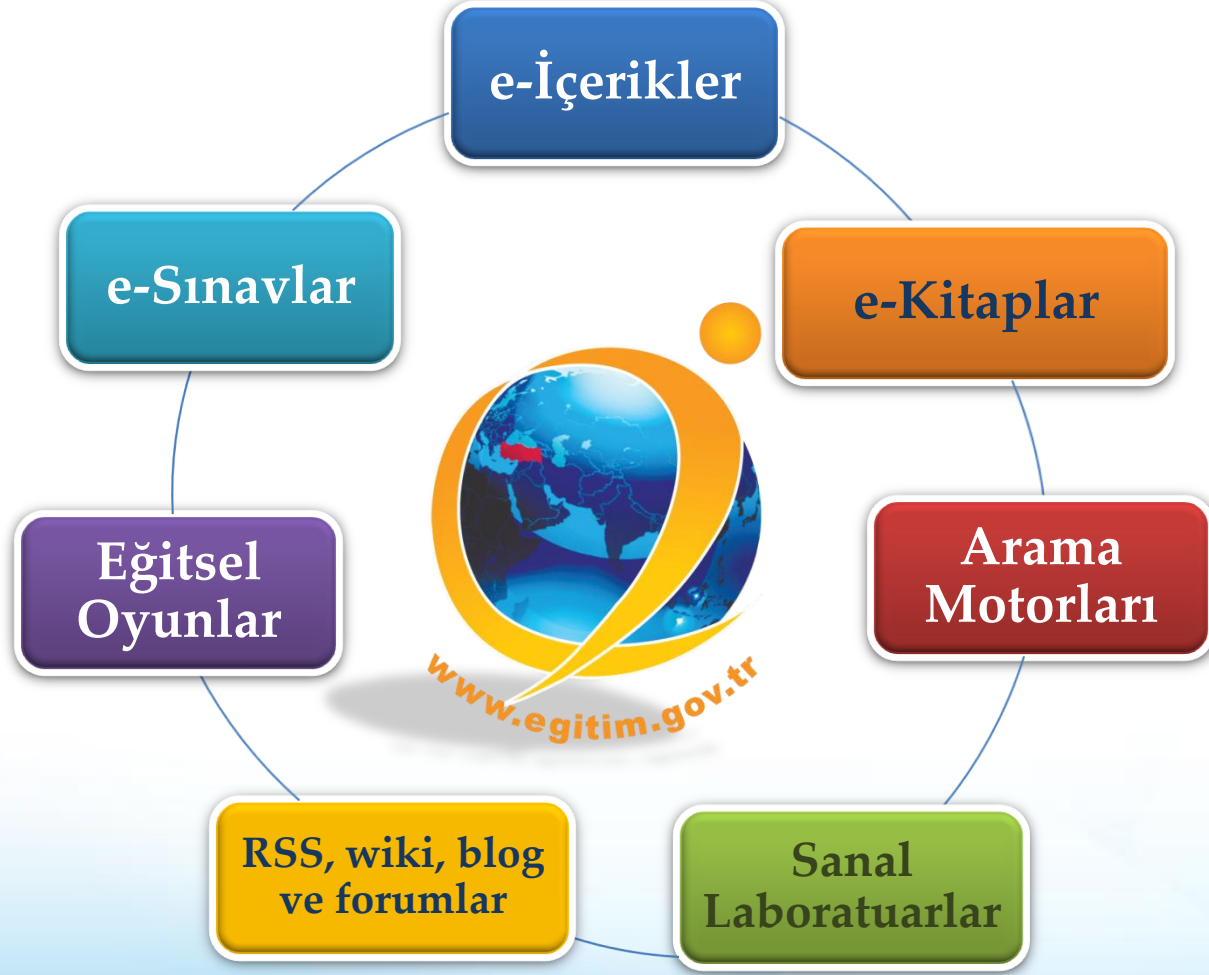 e-İçerikler
e-Sınavlar
e-Kitaplar
Eğitsel
Oyunlar
Arama
Motorları
www.egitim.gov.tr
RSS, wiki, blog
ve forumlar
Sanal
Laboratuarlar